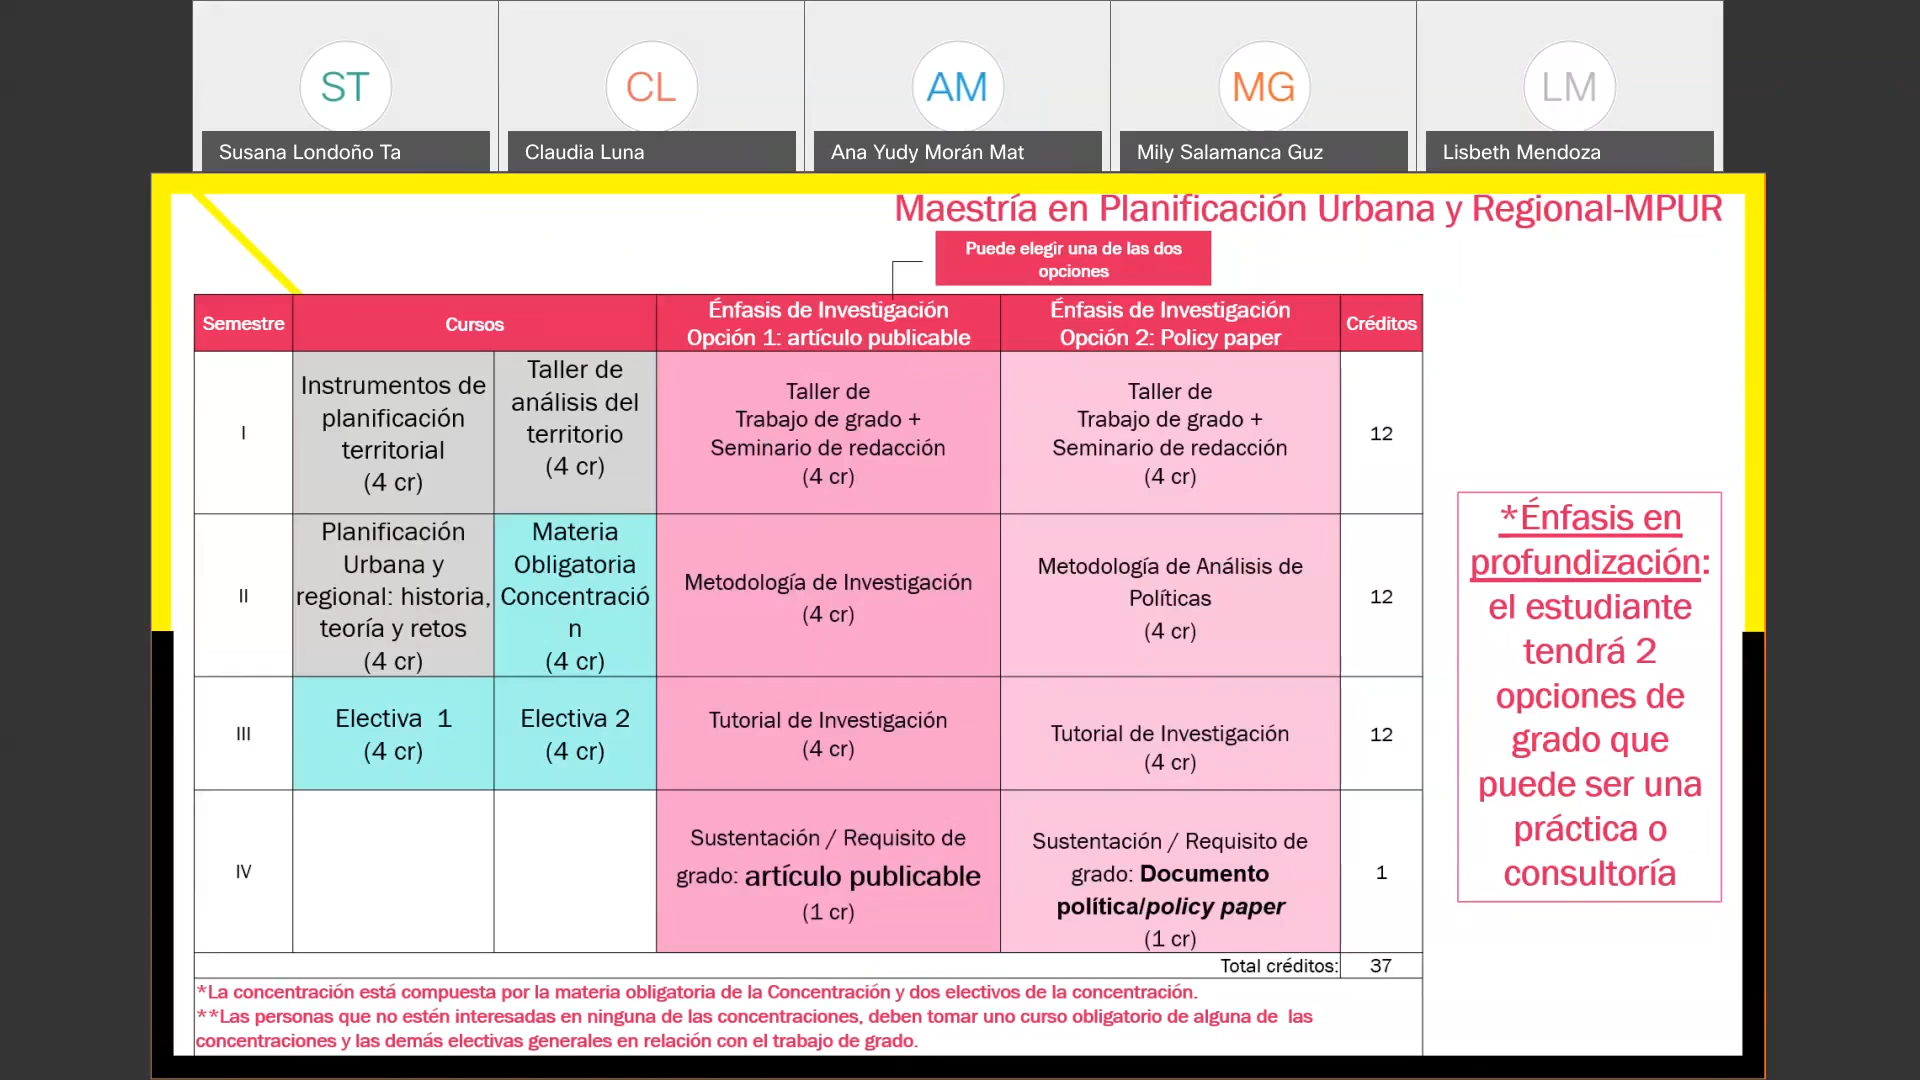 ST
CL
AM
MG
LM
Susana Londoño Ta
Claudia Luna
Ana Yudy Morán Mat
Mily Salamanca Guz
Lisbeth Mendoza
Maestría en Planificación Urbana y Regional-MPUR
Puede elegir una de las dos
opciones
Semestre
Cursos
Énfasis de Investigación
Opción 1: artículo publicable
Énfasis de Investigación
Opción 2: Policy paper
Créditos
I
Instrumentos de
planificación
territorial
(4 cr)
Taller de
análisis del
territorio
(4 cr)
Taller de
Trabajo de grado +
Seminario de redacción
(4 cr)
Taller de
Trabajo de grado +
Seminario de redacción
(4 cr)
12
II
Planificación
Urbana y
regional: historia,
teoría y retos
(4 cr)
Materia
Obligatoria
Concentració
n
(4 cr)
Metodología de Investigación
(4 cr)
Metodología de Análisis de
Políticas
(4 cr)
12
III
Electiva 1
(4 cr)
Electiva 2
(4 cr)
Tutorial de Investigación
(4 cr)
Tutorial de Investigación
(4 cr)
12
IV
Sustentación / Requisito de
grado: artículo publicable
(1 cr)
Sustentación / Requisito de
grado: Documento
política/policy paper
(1 cr)
1
Total créditos:
37
*La concentración está compuesta por la materia obligatoria de la Concentración y dos electivos de la concentración.
**Las personas que no estén interesadas en ninguna de las concentraciones, deben tomar uno curso obligatorio de alguna de las
concentraciones y las demás electivas generales en relación con el trabajo de grado.
*Énfasis en
profundización:
el estudiante
tendrá 2
opciones de
grado que
puede ser una
práctica o
consultoría